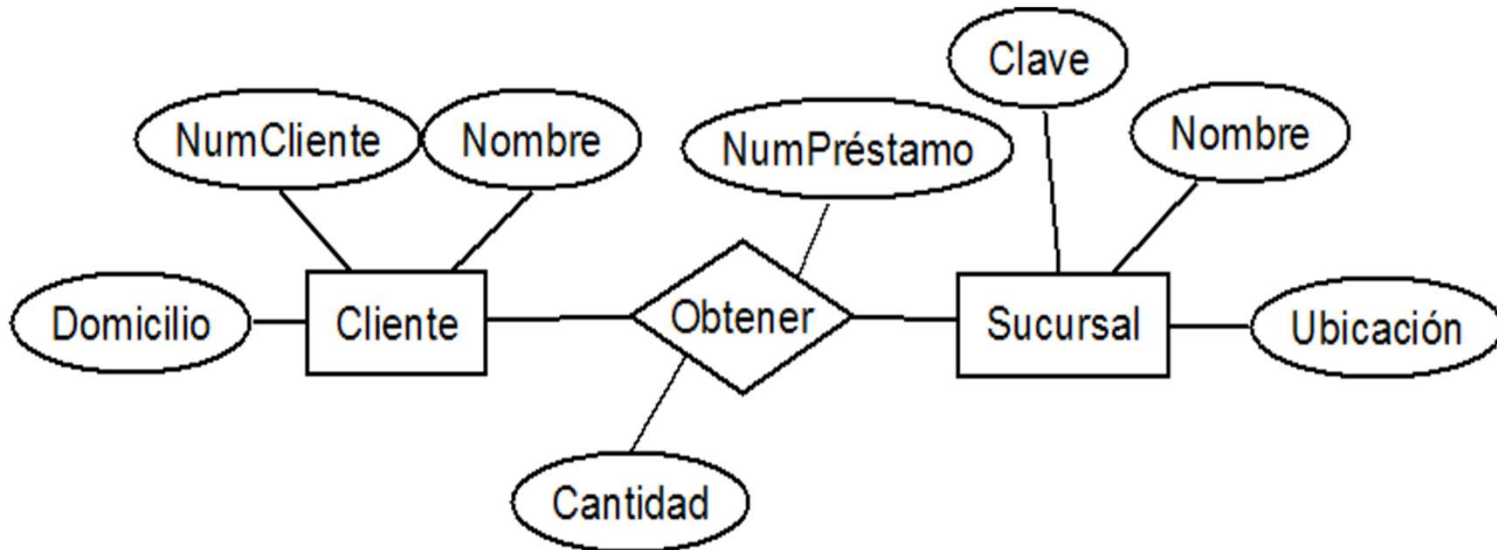 Clave
NumCliente
Nombre
NumPréstamo
Nombre
Domicilio
Cliente
Obtener
Sucursal
Ubicación
Cantidad